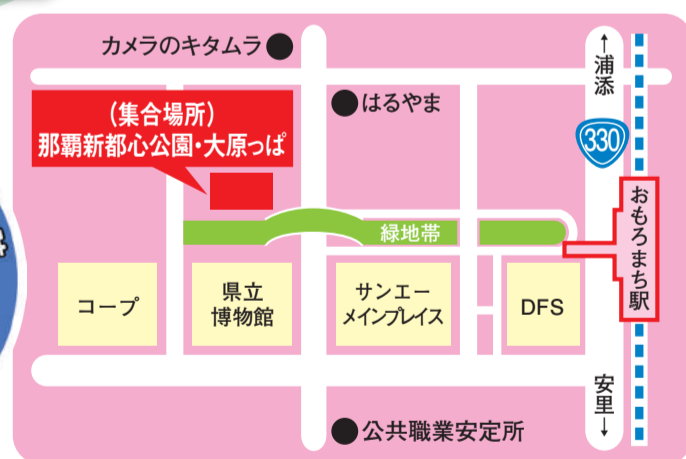 カメラのキタムラ
(集合場所)
那覇新都心公園・大原っぱ
はるやま
↑浦添
330
おもろまち駅
緑地帯
コープ
県立
博物館
サンエー
メインプレイス
DFS
安里↓
公共職業安定所